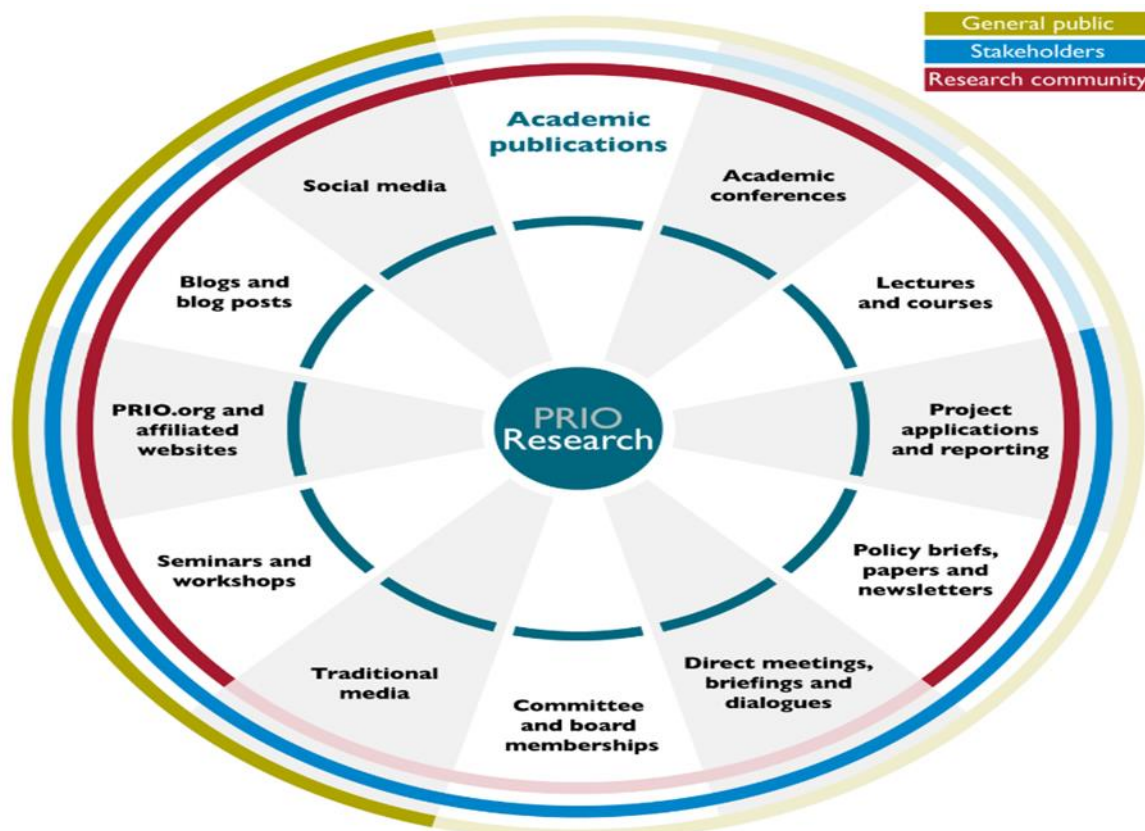 General public
Stakeholders
Research community
Academic
publications
Academic
conferences
Lectures
and courses
Project
applications
and reporting
Policy briefs,
papers and
newsletters
Direct meetings,
briefings and
dialogues
Committee
and board
memberships
Traditional
media
Seminars and
workshops
PRIO.org and
affiliated
websites
Blogs and
blog posts
Social media
PRIO
Research